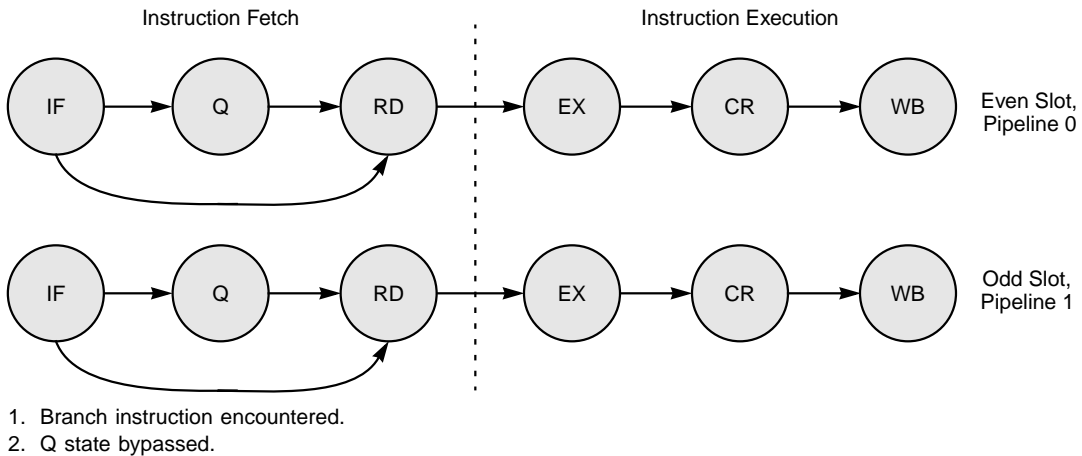 Instruction Fetch
Instruction Execution
IF
Q
RD
EX
CR
WB
Even Slot,
Pipeline 0
IF
Q
RD
EX
CR
WB
Odd Slot,
Pipeline 1
1. Branch instruction encountered.
2. Q state bypassed.